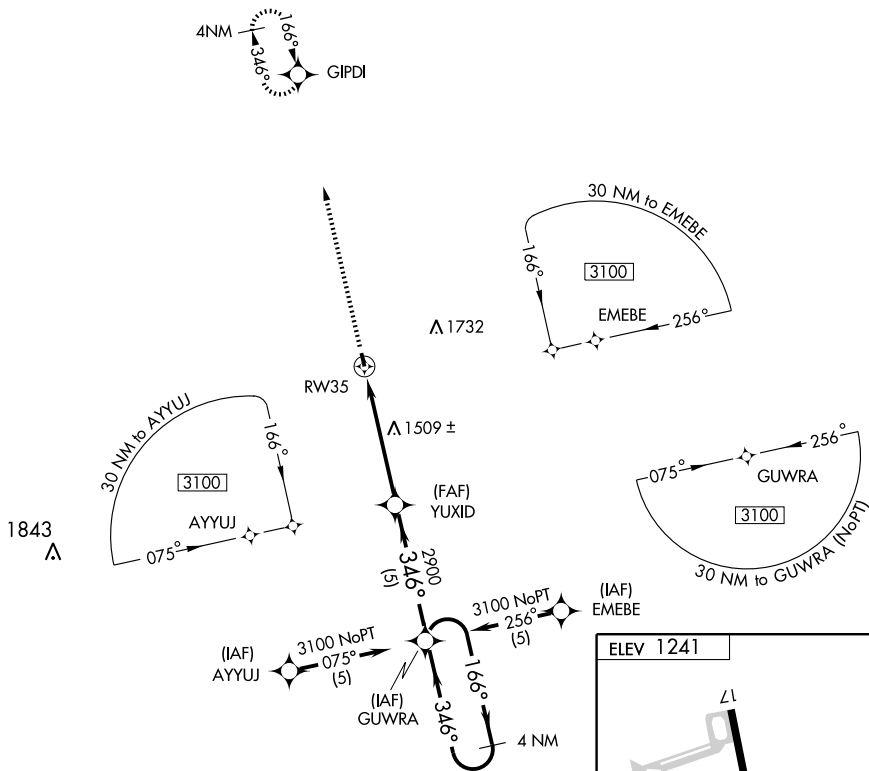 4NM
166°
346°
GIPDI
30 NM to EMEBE
166°
3100
EMEBE
256°
1732
RW35
1509 ±
30 NM to AYYUJ
166°
3100
AYYUJ
075°
1843
075°
256°
GUWRA
3100
30 NM to GUWRA (NoPT)
(FAF)
YUXID
2900
346°
(5)
(IAF)
EMEBE
3100 NoPT
256°
(5)
3100 NoPT
075°
(5)
(IAF)
AYYUJ
(IAF)
GUWRA
166°
346°
4 NM
ELEV 1241
17